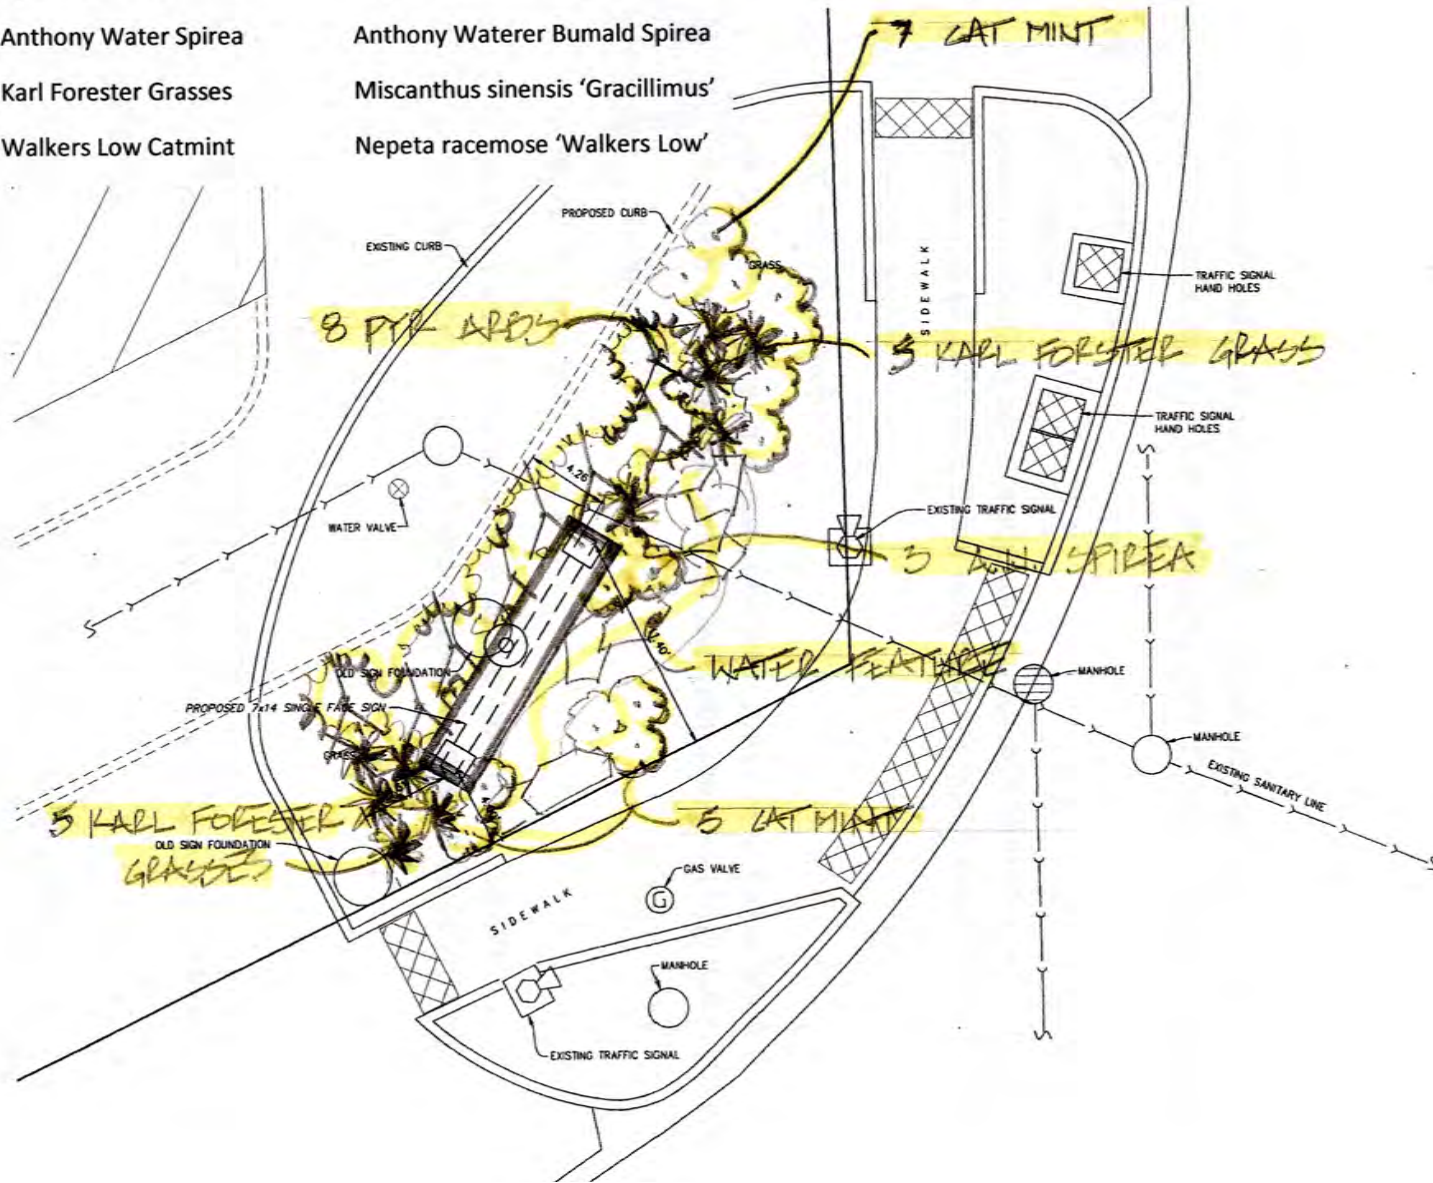 Anthony Water Spirea Anthony Waterer Bumald Spirea
Karl Forester Grasses Miscanthus sinensis ‘Gracillimus’
Walkers Low Catmint Nepeta racemose ‘Walkers Low’
7 CAT MINT
PROPOSED CURB
EXISTING CURB
GRASS
SIDEWALK
TRAFFIC SIGNAL
HAND HOLES
8 PYR ARBS
5 KARL FORSTER GRASS
TRAFFIC SIGNAL
HAND HOLES
4.26
WATER VALVE
EXISTING TRAFFIC SIGNAL
3 A.W. SPIREA
WATER FEATURE
OLD SIGN FOUNDATION
MANHOLE
PROPOSED 7x14 SINGLE FACE SIGN
MANHOLE
GRASS
EXISTING SANITARY LINE
5 KARL FORESTER
GRASSES
5 CATMINT
OLD SIGN FOUNDATION
GAS VALVE
G
SIDEWALK
MANHOLE
EXISTING TRAFFIC SIGNAL